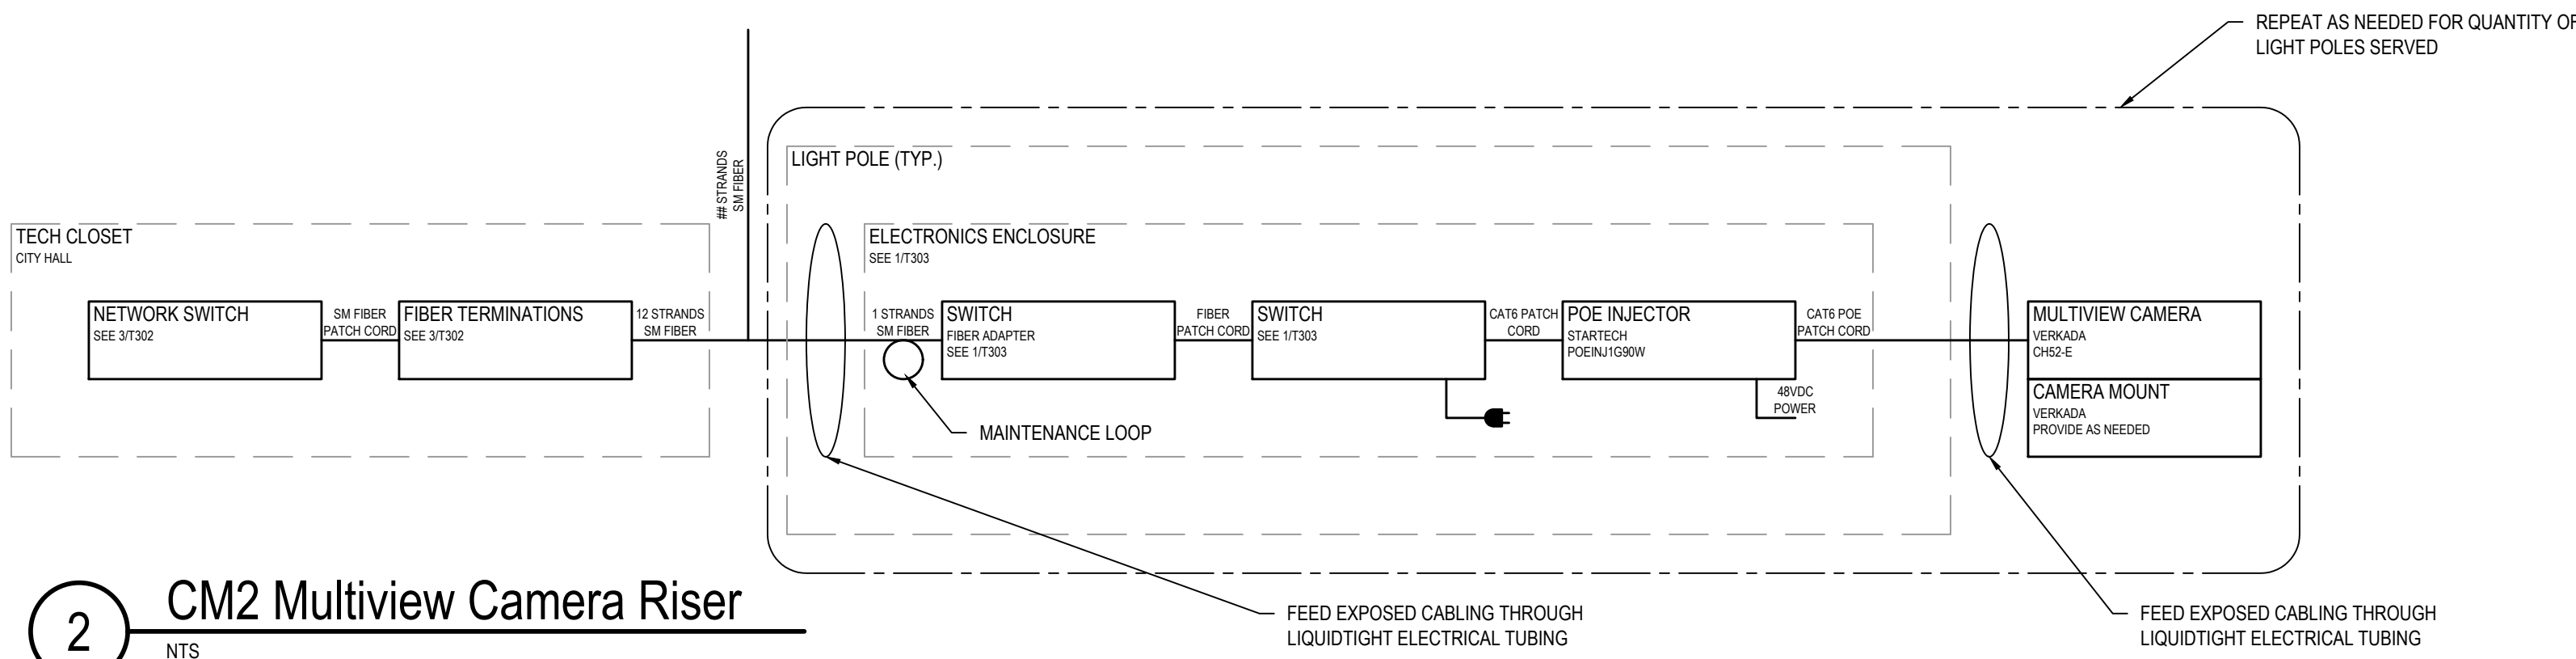 REPEAT AS NEEDED FOR QUANTITY OF
LIGHT POLES SERVED
## STRANDS
SM FIBER
LIGHT POLE (TYP.)
TECH CLOSET
CITY HALL
ELECTRONICS ENCLOSURE
SEE 1/T303
NETWORK SWITCH
SEE 3/T302
SM FIBER
PATCH CORD
FIBER TERMINATIONS
SEE 3/T302
12 STRANDS
SM FIBER
1 STRANDS
SM FIBER
SWITCH
FIBER ADAPTER
SEE 1/T303
FIBER
PATCH CORD
SWITCH
SEE 1/T303
CAT6 PATCH
CORD
POE INJECTOR
STARTECH
POEINJ1G90W
CAT6 POE
PATCH CORD
48VDC
POWER
MULTIVIEW CAMERA
VERKADA
CH52-E
CAMERA MOUNT
VERKADA
PROVIDE AS NEEDED
MAINTENANCE LOOP
FEED EXPOSED CABLING THROUGH
LIQUIDTIGHT ELECTRICAL TUBING
FEED EXPOSED CABLING THROUGH
LIQUIDTIGHT ELECTRICAL TUBING
2
CM2 Multiview Camera Riser
NTS